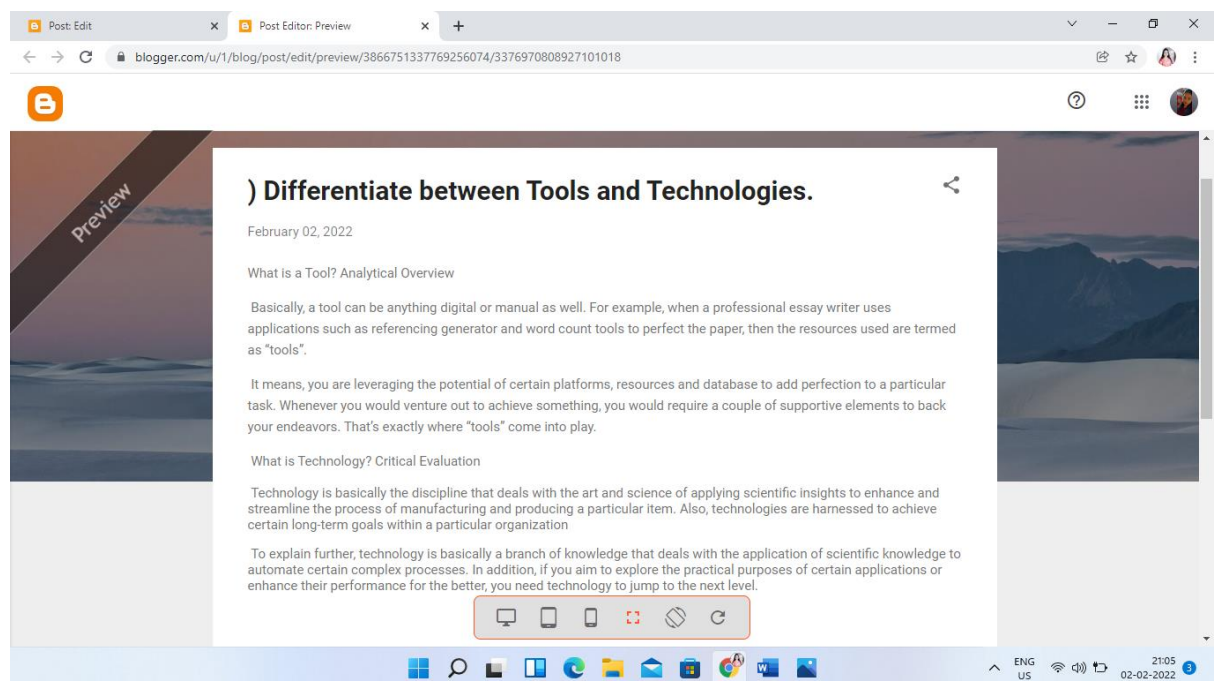 Post: Edit
Post Editor: Preview
blogger.com/u/1/blog/post/edit/preview/3866751337769256074/3376970808927101018
Preview
) Differentiate between Tools and Technologies.
February 02, 2022
What is a Tool? Analytical Overview
Basically, a tool can be anything digital or manual as well. For example, when a professional essay writer uses
applications such as referencing generator and word count tools to perfect the paper, then the resources used are termed
as “tools”.
It means, you are leveraging the potential of certain platforms, resources and database to add perfection to a particular
task. Whenever you would venture out to achieve something, you would require a couple of supportive elements to back
your endeavors. That’s exactly where “tools” come into play.
What is Technology? Critical Evaluation
Technology is basically the discipline that deals with the art and science of applying scientific insights to enhance and
streamline the process of manufacturing and producing a particular item. Also, technologies are harnessed to achieve
certain long-term goals within a particular organization
To explain further, technology is basically a branch of knowledge that deals with the application of scientific knowledge to
automate certain complex processes. In addition, if you aim to explore the practical purposes of certain applications or
enhance their performance for the better, you need technology to jump to the next level.
ENG
US
21:05
02-02-2022
3